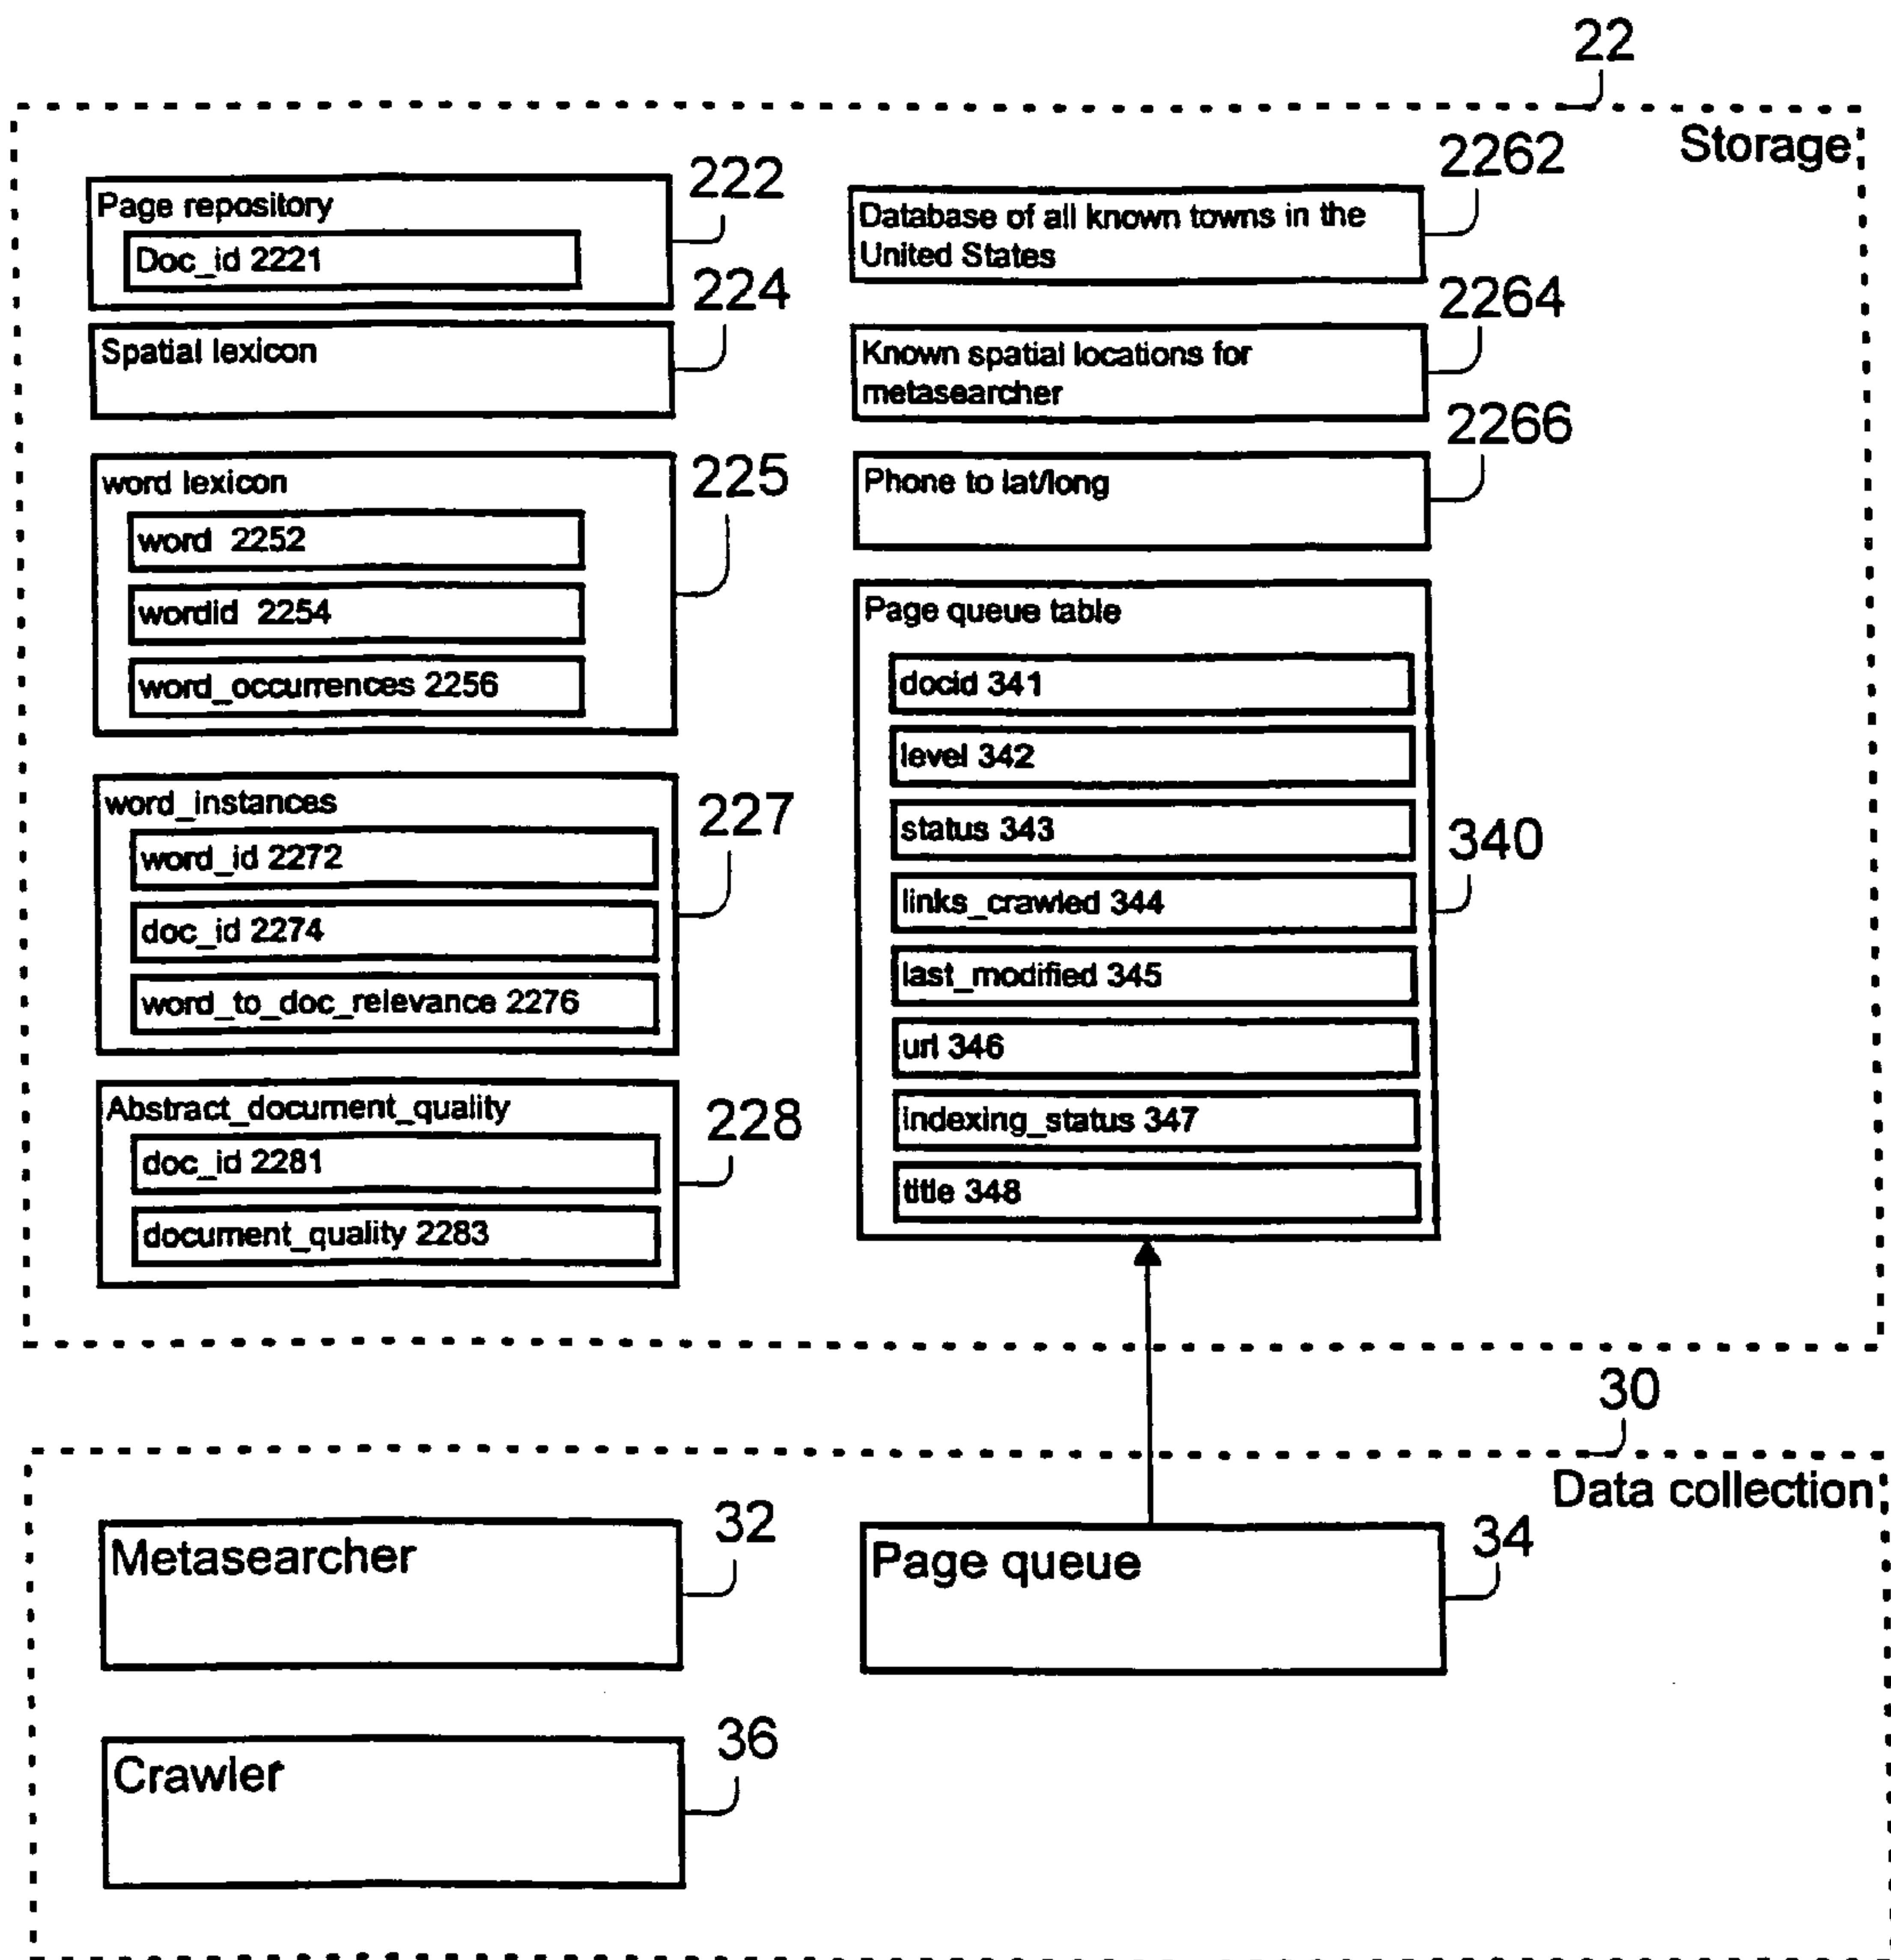 22
Storage
Page repository
222
Doc_id 2221
Spatial lexicon
224
word lexicon
225
word 2252
wordid 2254
word_occurrences 2256
word_instances
227
word_id 2272
doc_id 2274
word_to_doc_relevance 2276
Abstract_document_quality
228
doc_id 2281
document_quality 2283
2262
Database of all known towns in the
United States
2264
Known spatial locations for
metasearcher
2266
Phone to lat/long
Page queue table
docid 341
level 342
status 343
340
links_crawled 344
last_modified 345
url 346
indexing_status 347
title 348
30
Data collection
Metasearcher
32
Page queue
34
Crawler
36